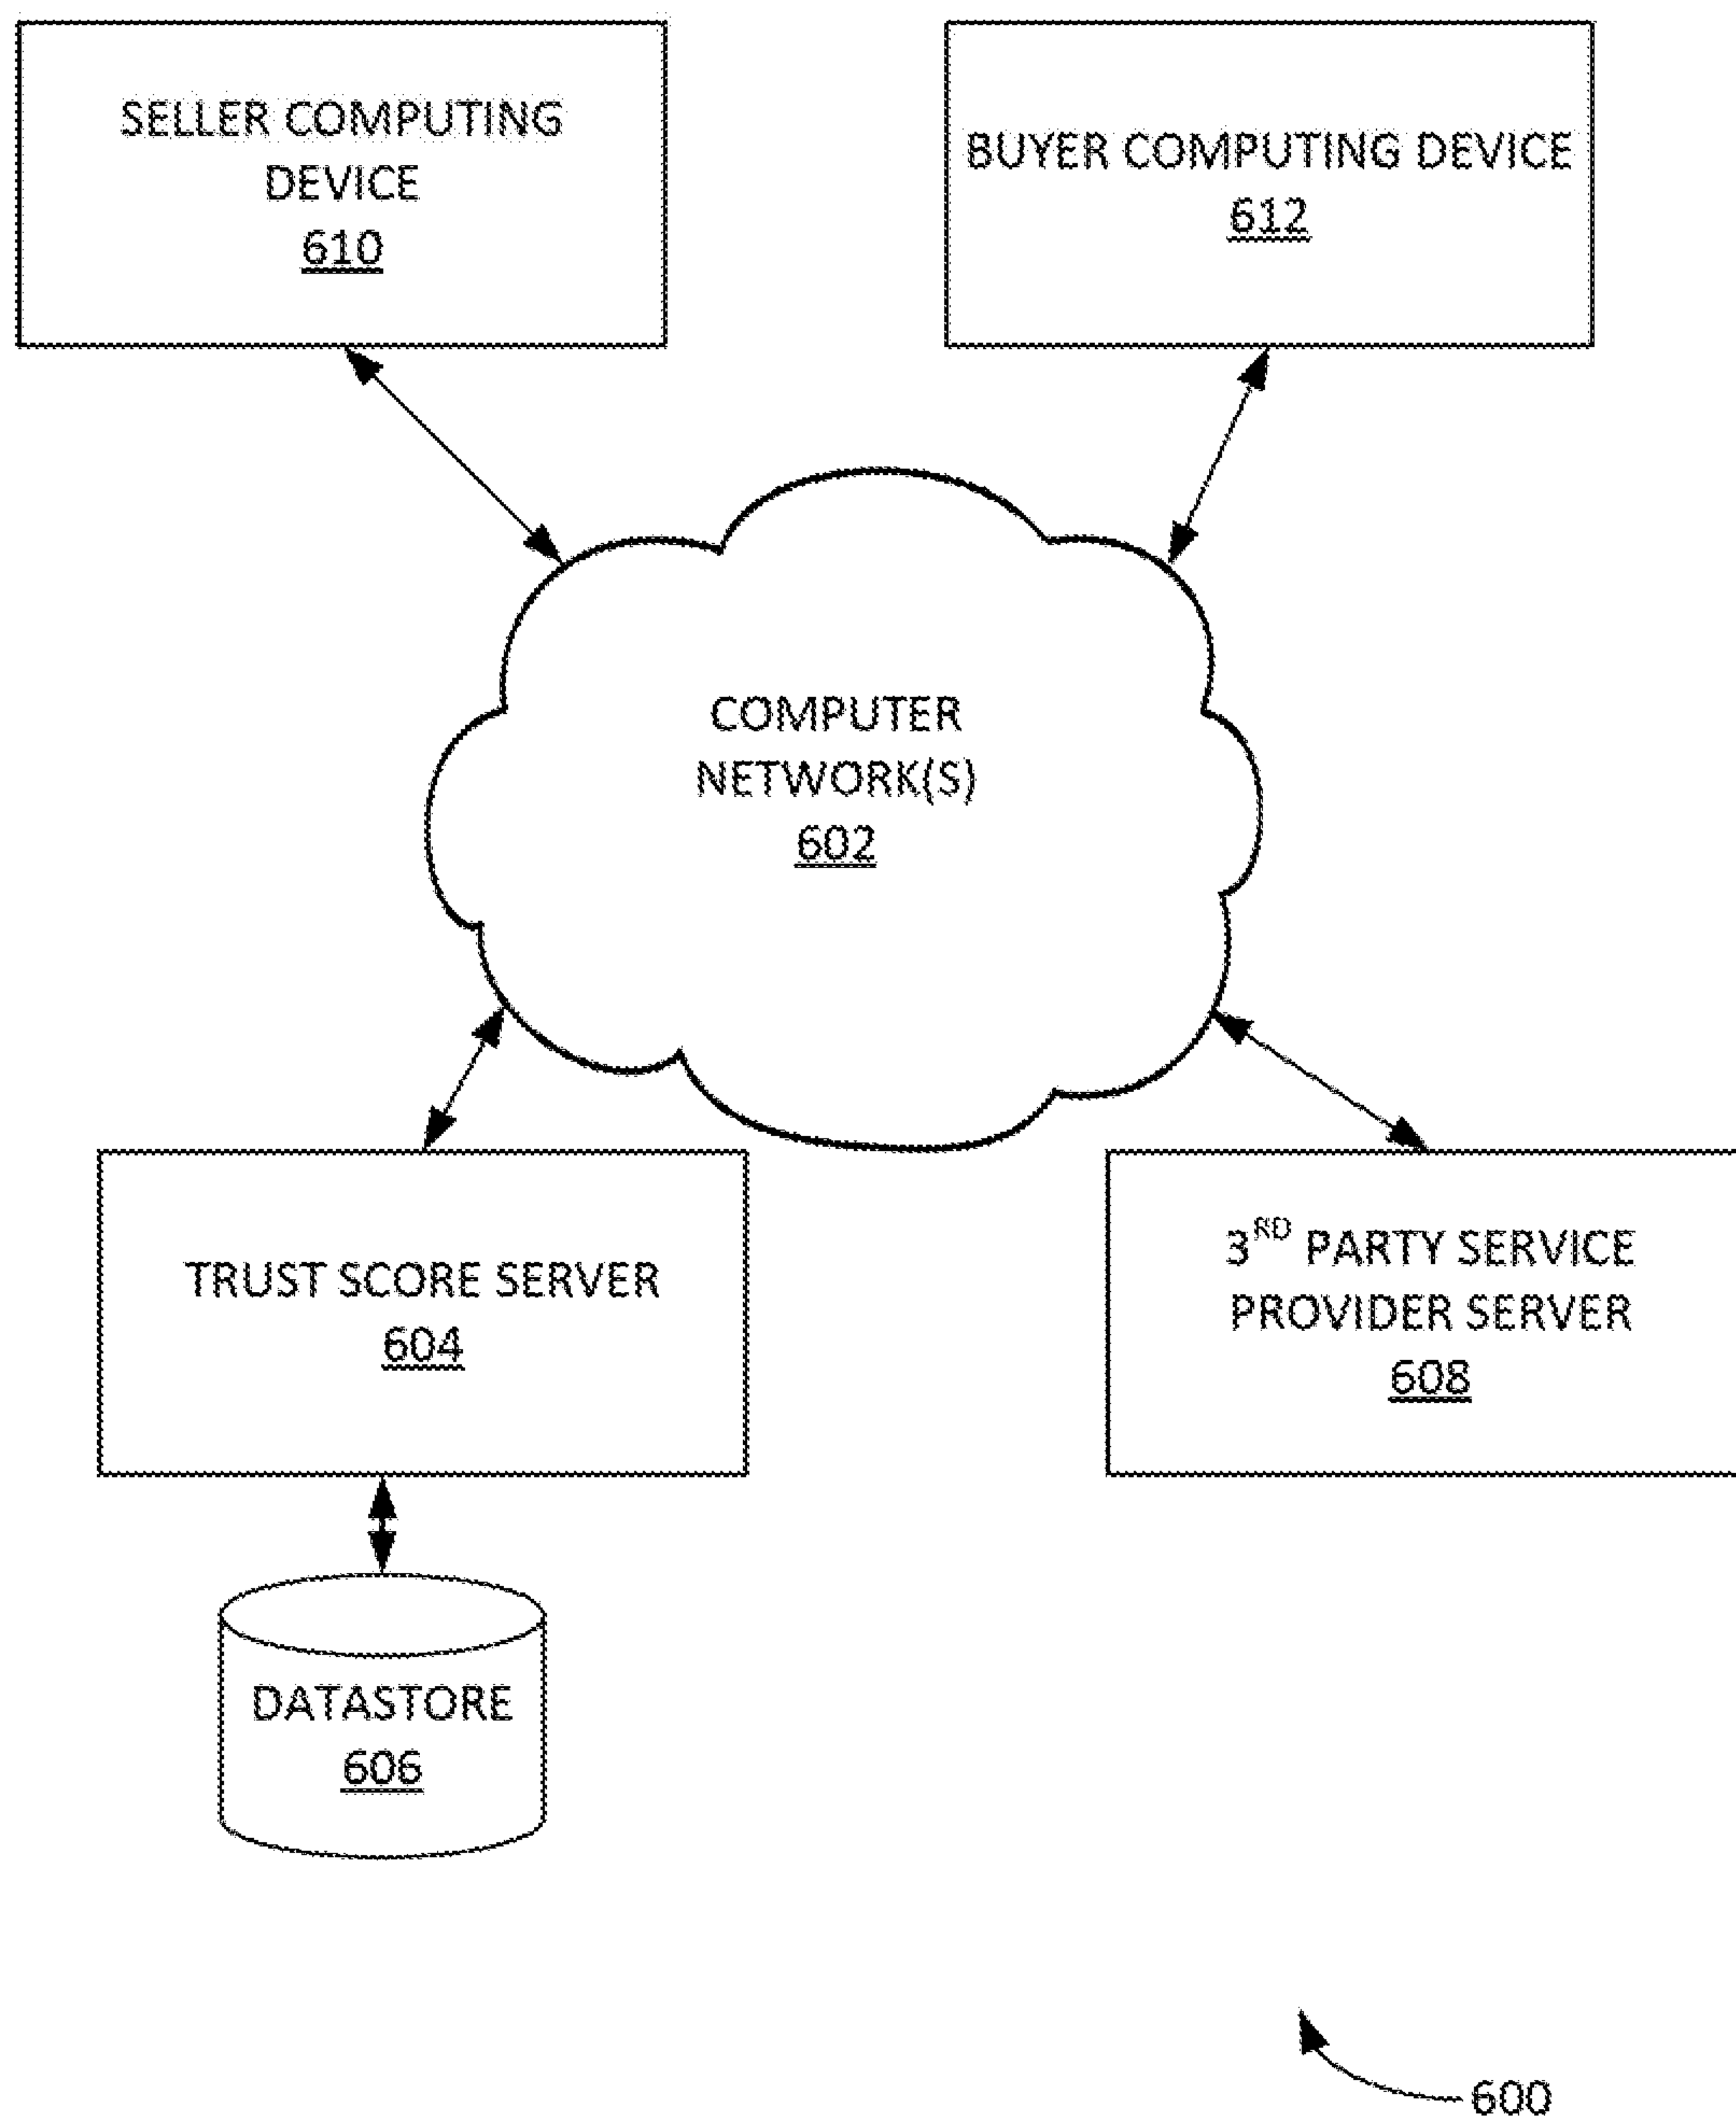 SELLER COMPUTING
DEVICE
610
BUYER COMPUTING DEVICE
612
COMPUTER
NETWORK(S)
602
TRUST SCORE SERVER
604
3RD PARTY SERVICE
PROVIDER SERVER
608
DATASTORE
606
600